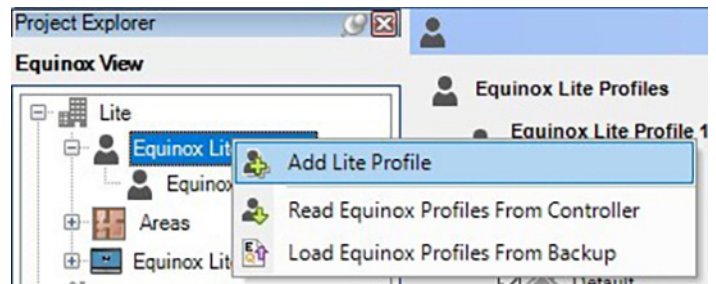 Project Explorer
Equinox View
Lite
Equinox Lit
Equinox
Areas
Equinox Lit
Add Lite Profile
Read Equinox Profiles From Controller
Load Equinox Profiles From Backup
Equinox Lite Profiles
Equinox Lite Profile 1
Default